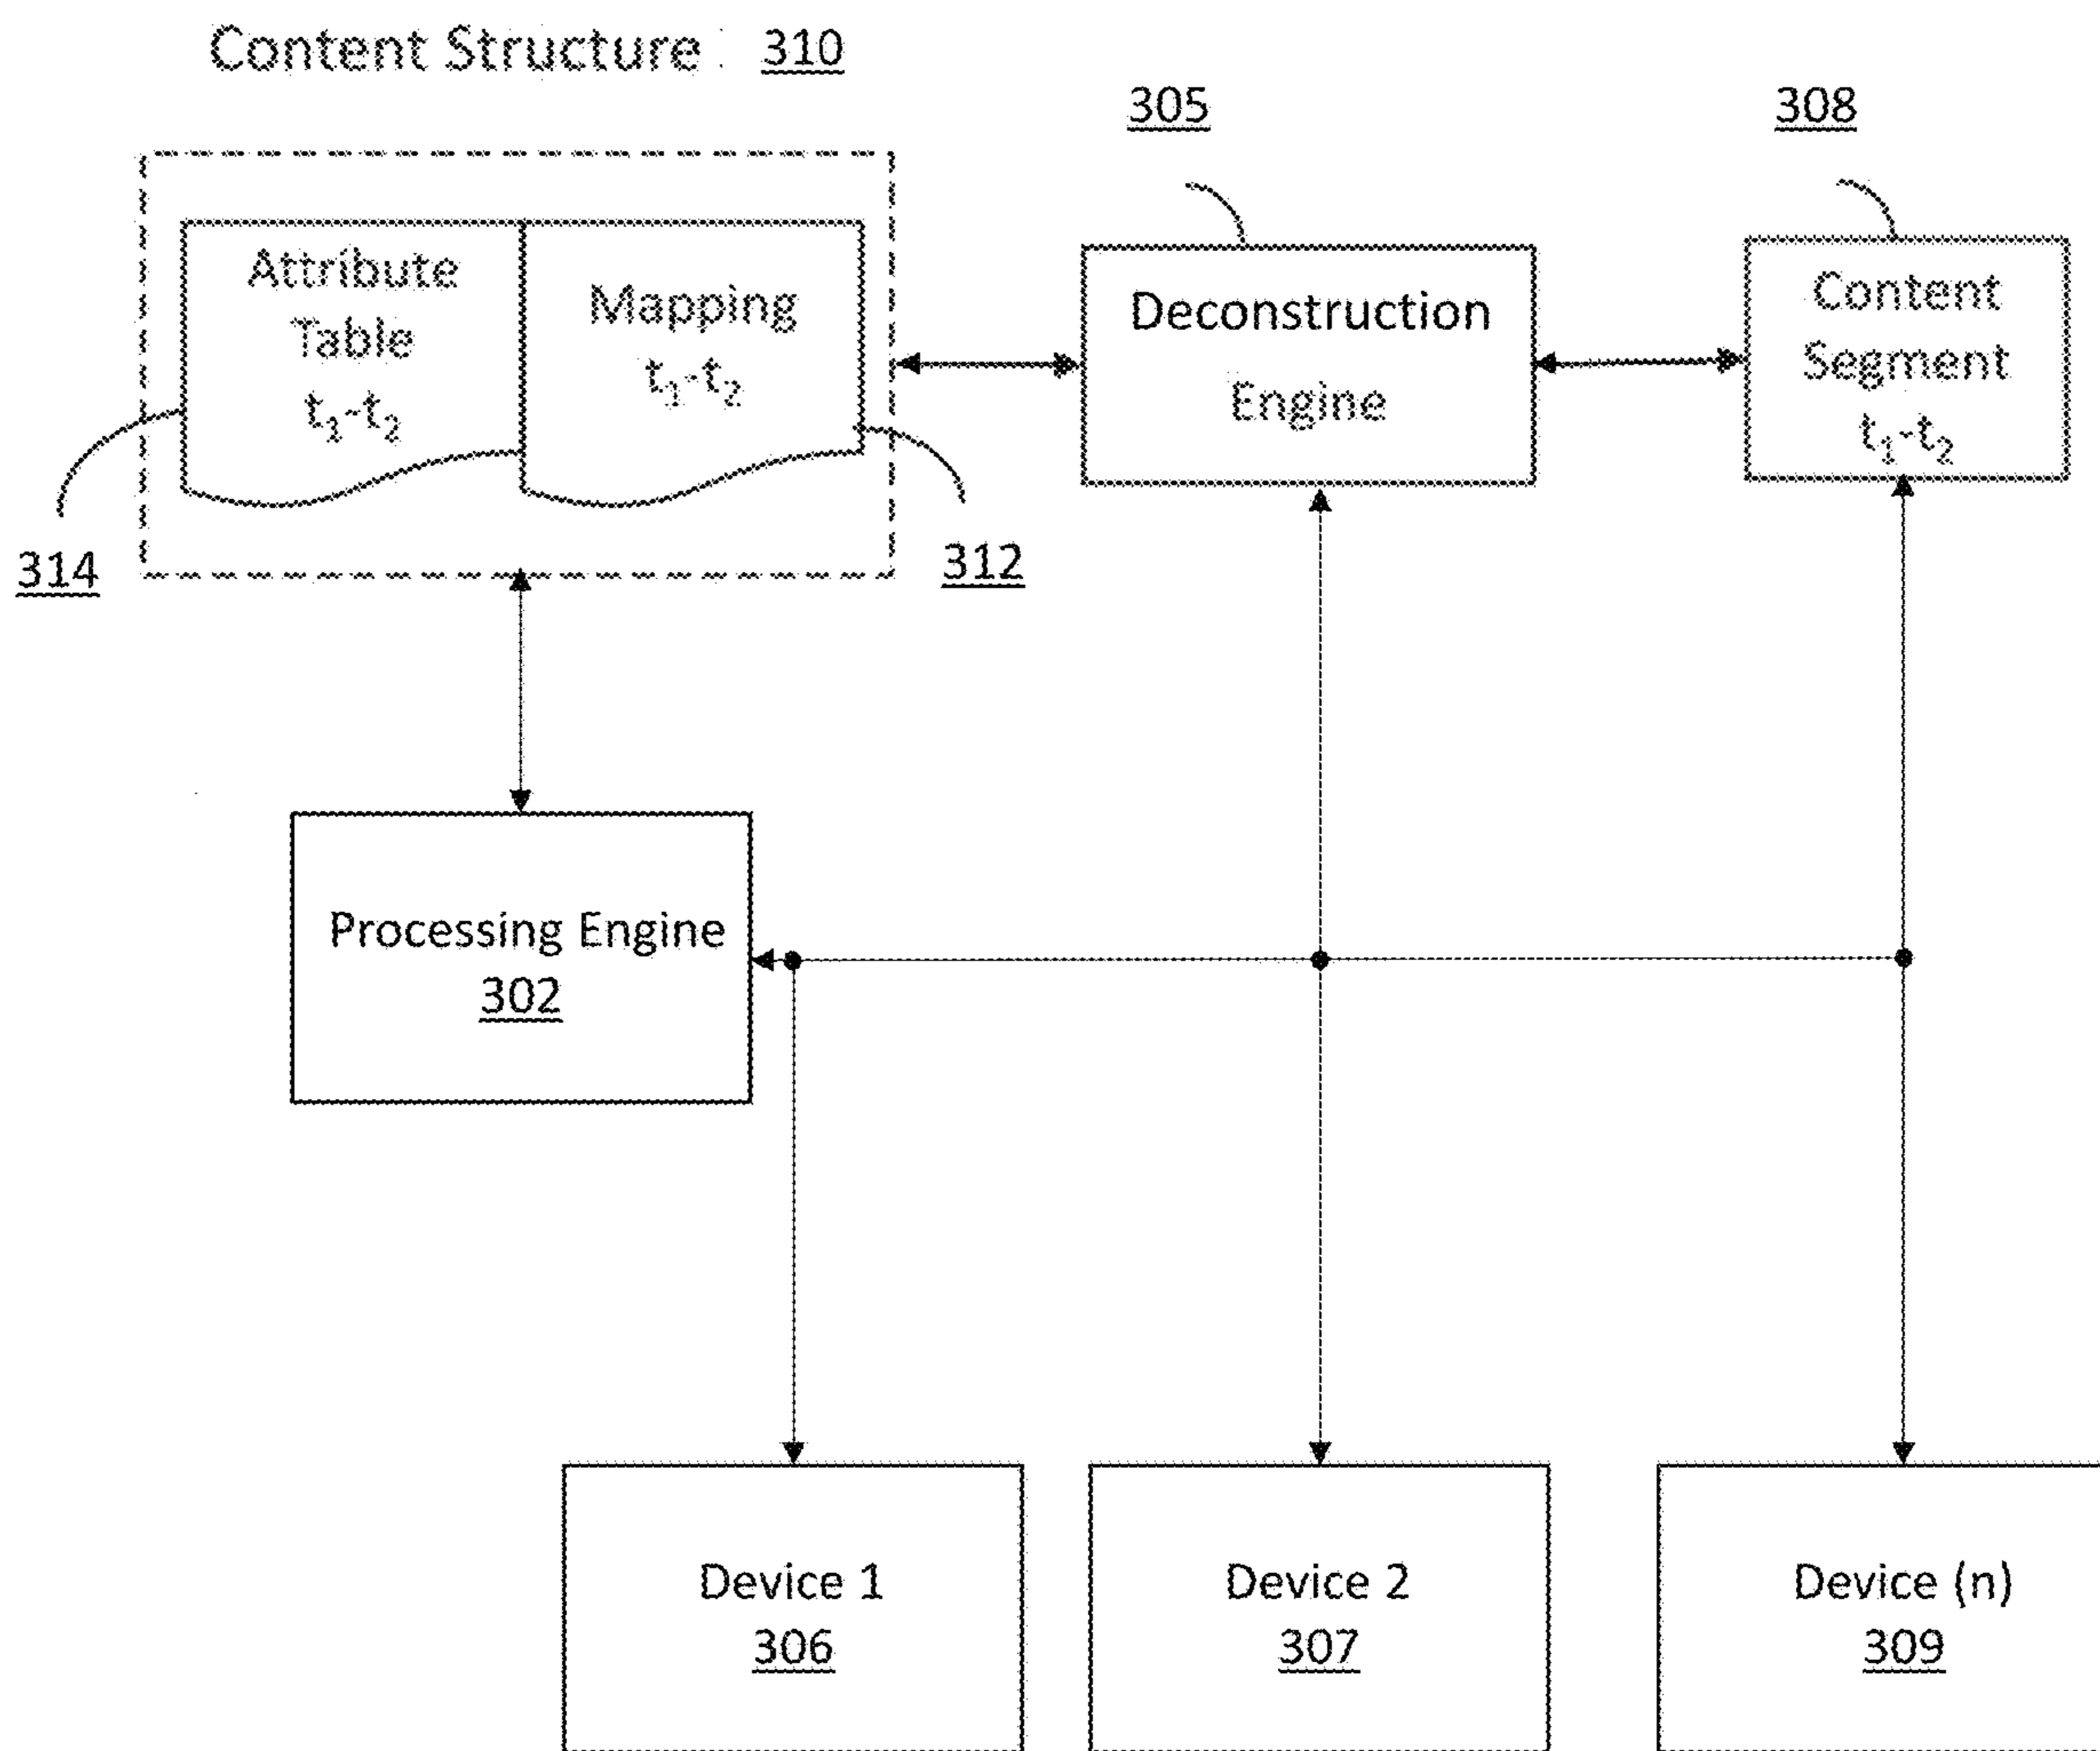 Content Structure 310
305
308
Attribute
Table
t₁-t₂
Mapping
t₁-t₂
Deconstruction
Engine
Content
Segment
t₁-t₂
314
312
Processing Engine
302
Device 1
306
Device 2
307
Device (n)
309